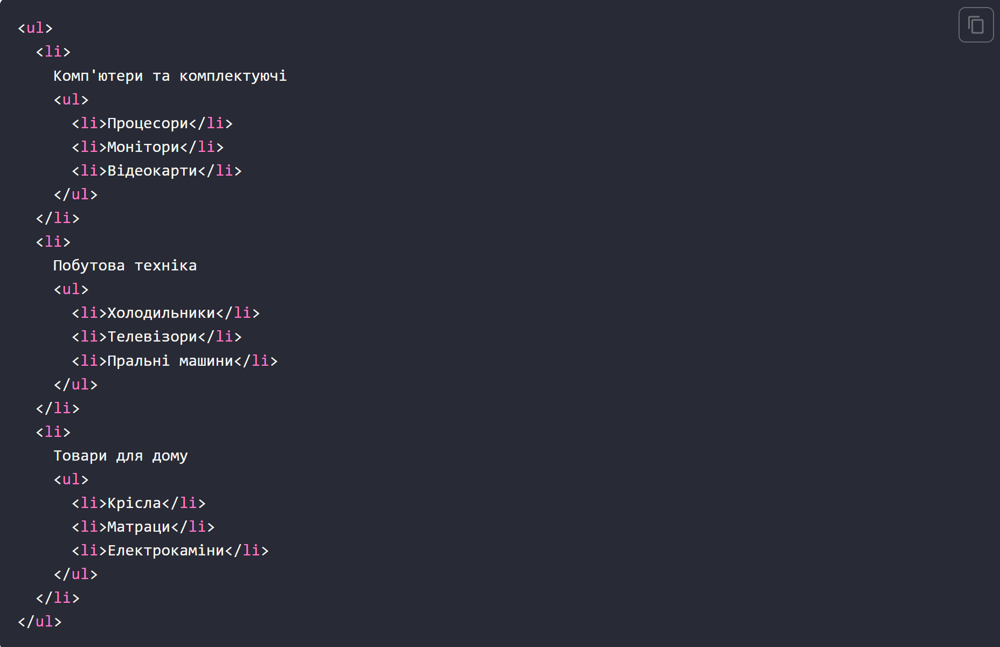 <ul>
  <li>
    Комп'ютери та комплектуючі
    <ul>
      <li>Процесори</li>
      <li>Монітори</li>
      <li>Відеокарти</li>
    </ul>
  </li>
  <li>
    Побутова техніка
    <ul>
      <li>Холодильники</li>
      <li>Телевізори</li>
      <li>Пральні машини</li>
    </ul>
  </li>
  <li>
    Товари для дому
    <ul>
      <li>Крісла</li>
      <li>Матраци</li>
      <li>Електрокаміни</li>
    </ul>
  </li>
</ul>